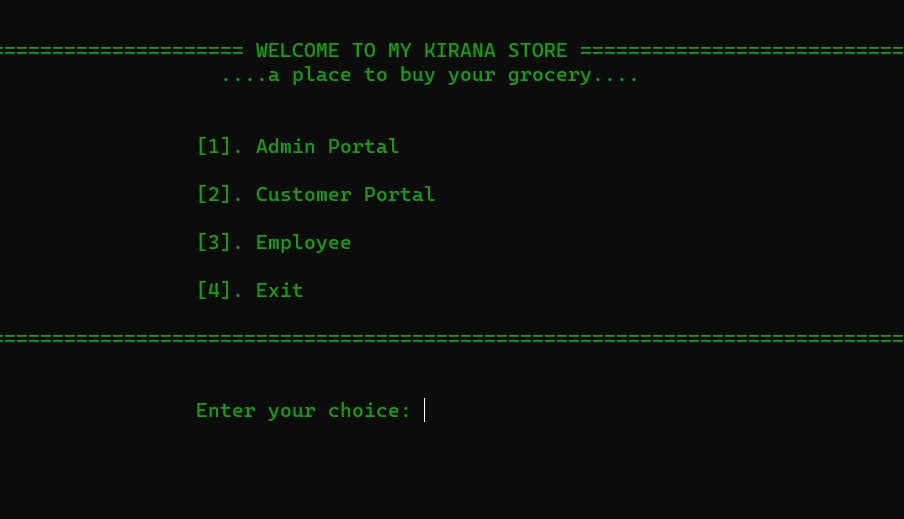 ===================== WELCOME TO MY KIRANA STORE ===========================
....a place to buy your grocery....
[1]. Admin Portal
[2]. Customer Portal
[3]. Employee
[4]. Exit
============================================================================
Enter your choice: